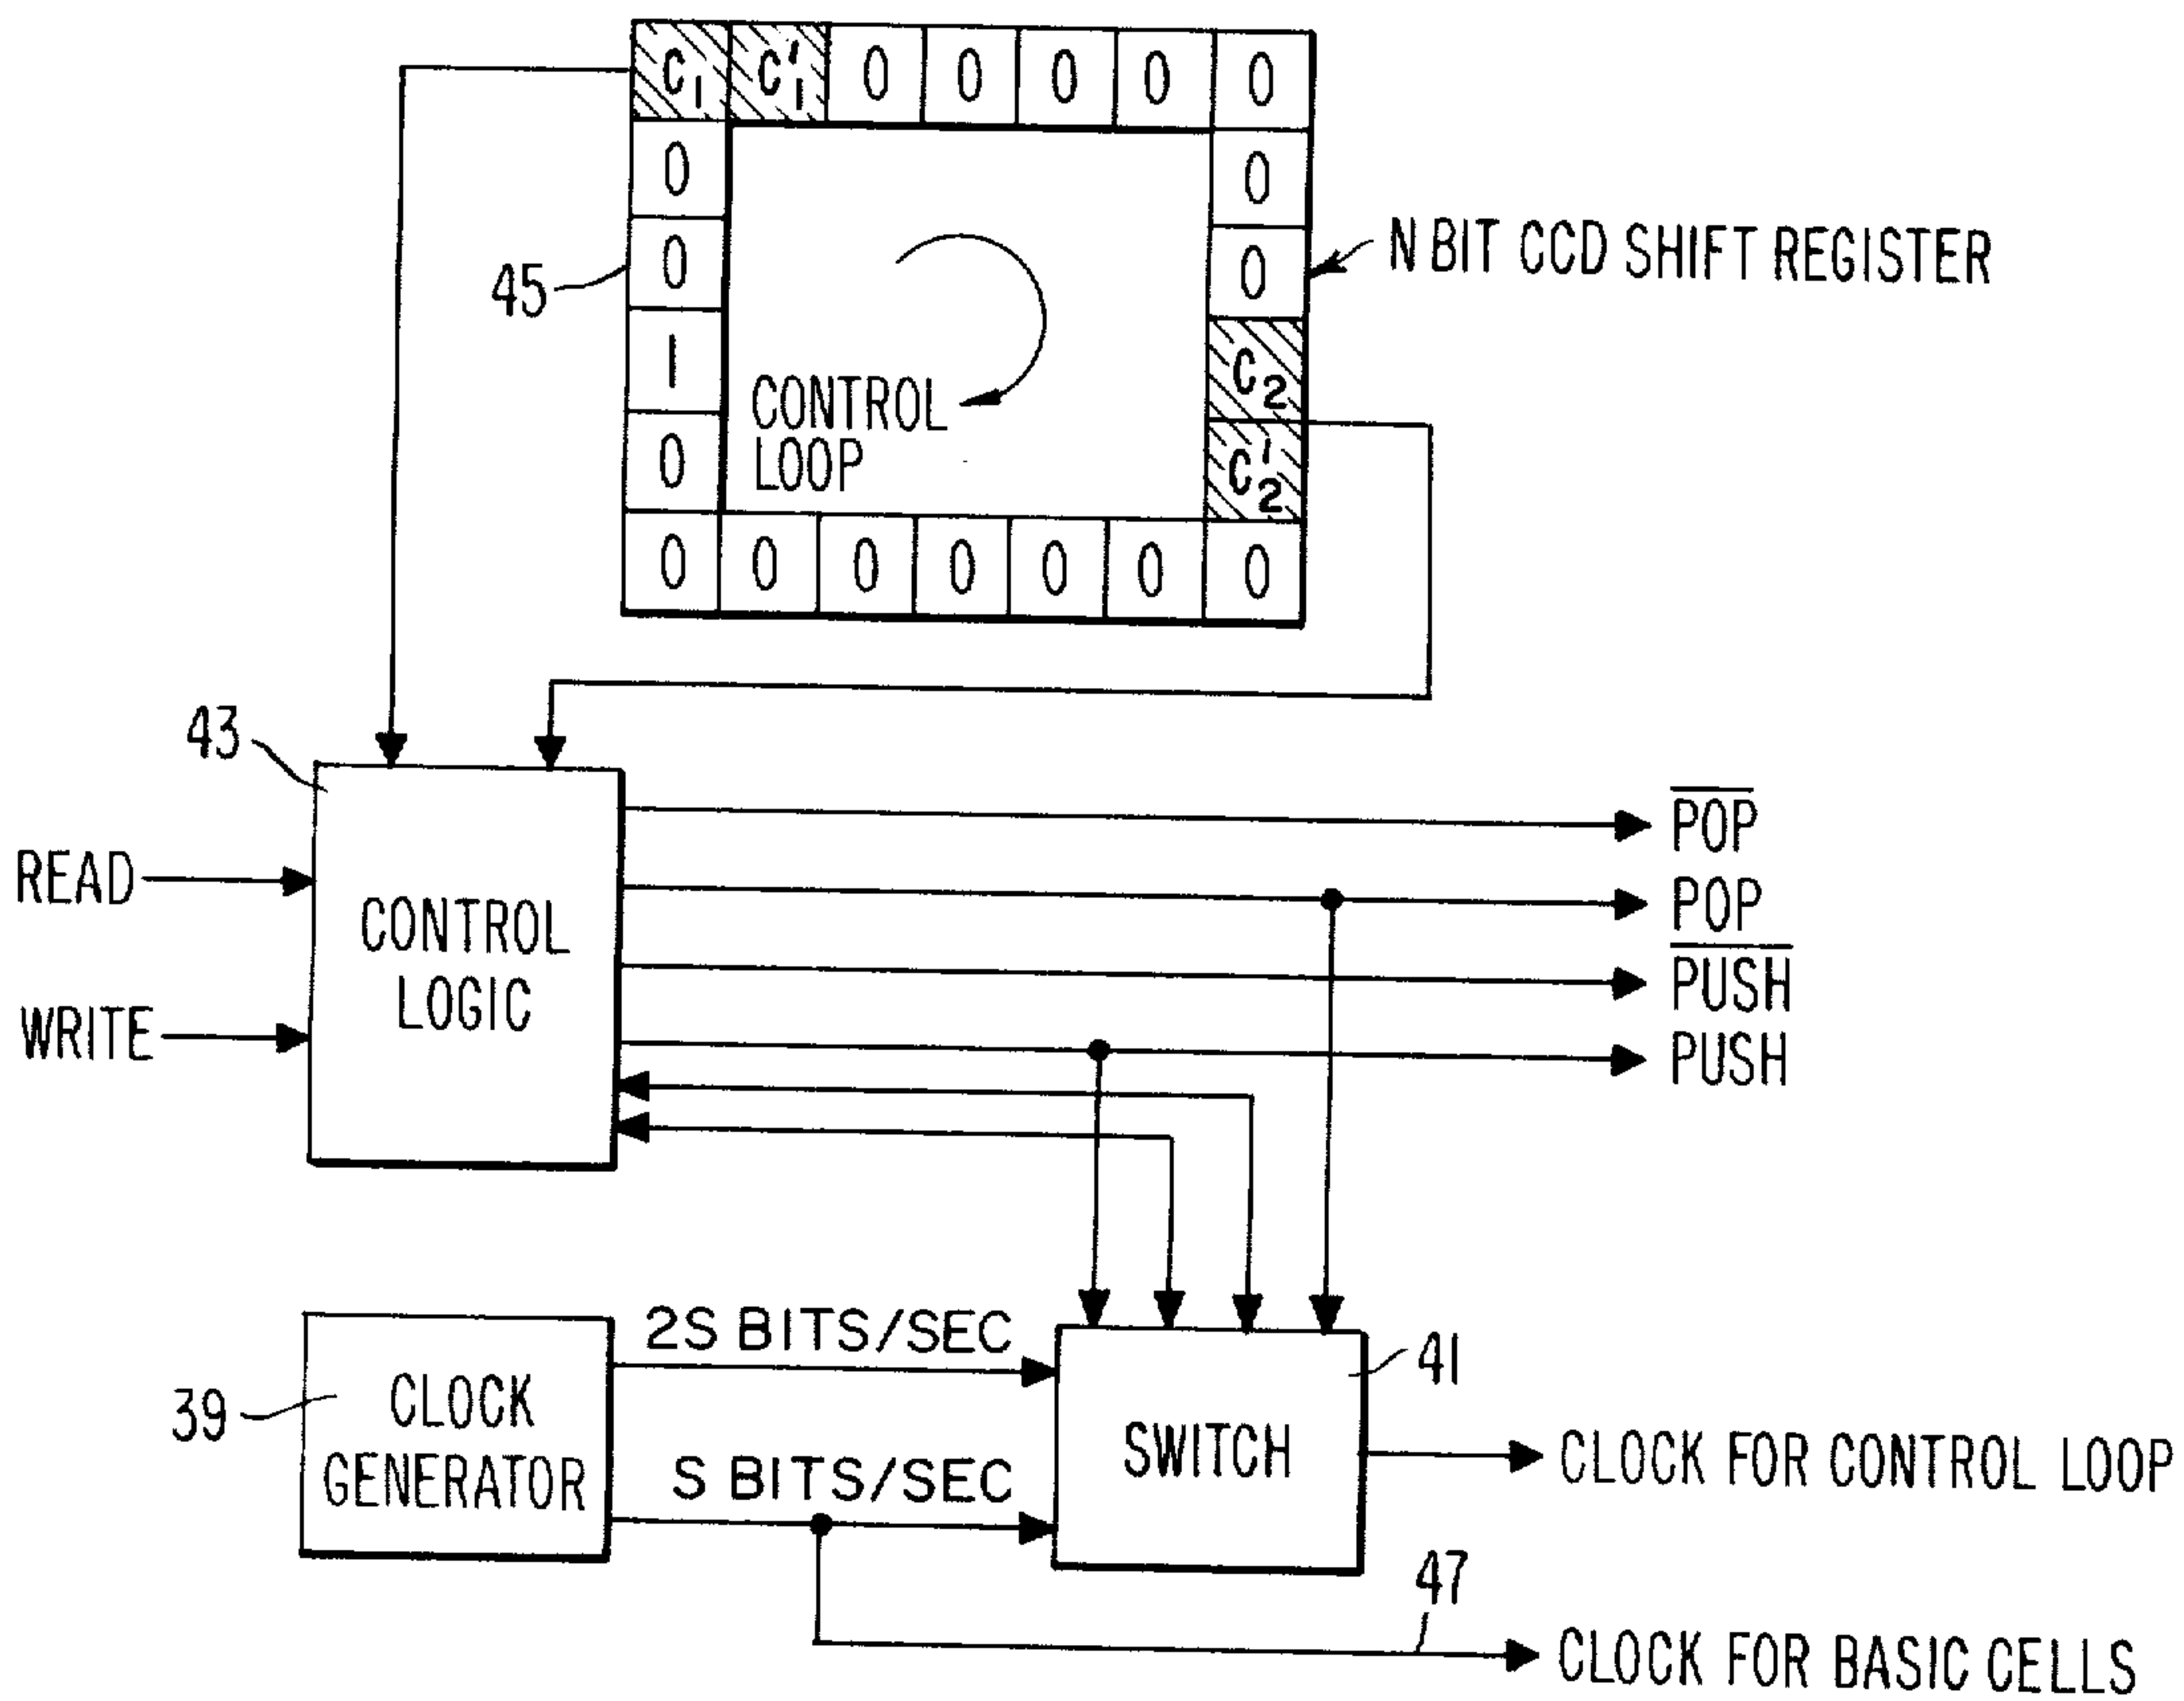 C₁ C′₁ 0 0 0 0 0
0 0
0 0
45
N BIT CCD SHIFT REGISTER
1 C₂
CONTROL
LOOP
0 C′₂
0 0 0 0 0 0 0
43
READ
WRITE
CONTROL
LOGIC
P̅O̅P̅
POP
P̅U̅S̅H̅
PUSH
39
CLOCK
GENERATOR
2S BITS/SEC
S BITS/SEC
41
SWITCH
CLOCK FOR CONTROL LOOP
47
CLOCK FOR BASIC CELLS